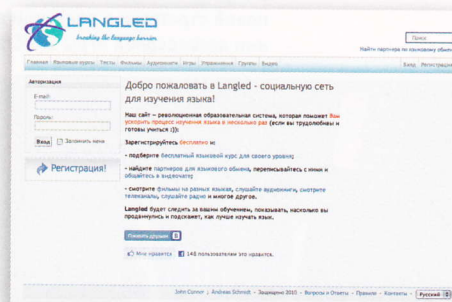 LANGLED
breaking the language barrier
Поиск
Найти партнера по языковому обмену
Главная Языковые курсы Тесты Фильмы Аудиокниги Игры Упражнения Группы Видео
Вход Регистрация
Авторизация
E-mail:
Пароль:
Вход Запомнить меня
Регистрация!
Добро пожаловать в Langled - социальную сеть
для изучения языка!
Наш сайт - революционная образовательная система, которая поможет Вам
ускорить процесс изучения языка в несколько раз (если вы трудолюбивы и
готовы учиться :)):
Зарегистрируйтесь бесплатно и:
- подберите бесплатный языковой курс для своего уровня;
- найдите партнеров для языкового обмена, переписывайтесь с ними и
общайтесь в видеочате;
- смотрите фильмы на разных языках, слушайте аудиокниги, смотрите
телеканалы, слушайте радио и многое другое.
Langled будет следить за вашим обучением, показывать, насколько вы
продвинулись и подскажет, как лучше изучать язык.
Показать друзьям
Мне нравится 148 пользователям это нравится.
John Connor | Andreas Schmidt - Защищено 2010 - Вопросы и Ответы - Правила - Контакты - Русский